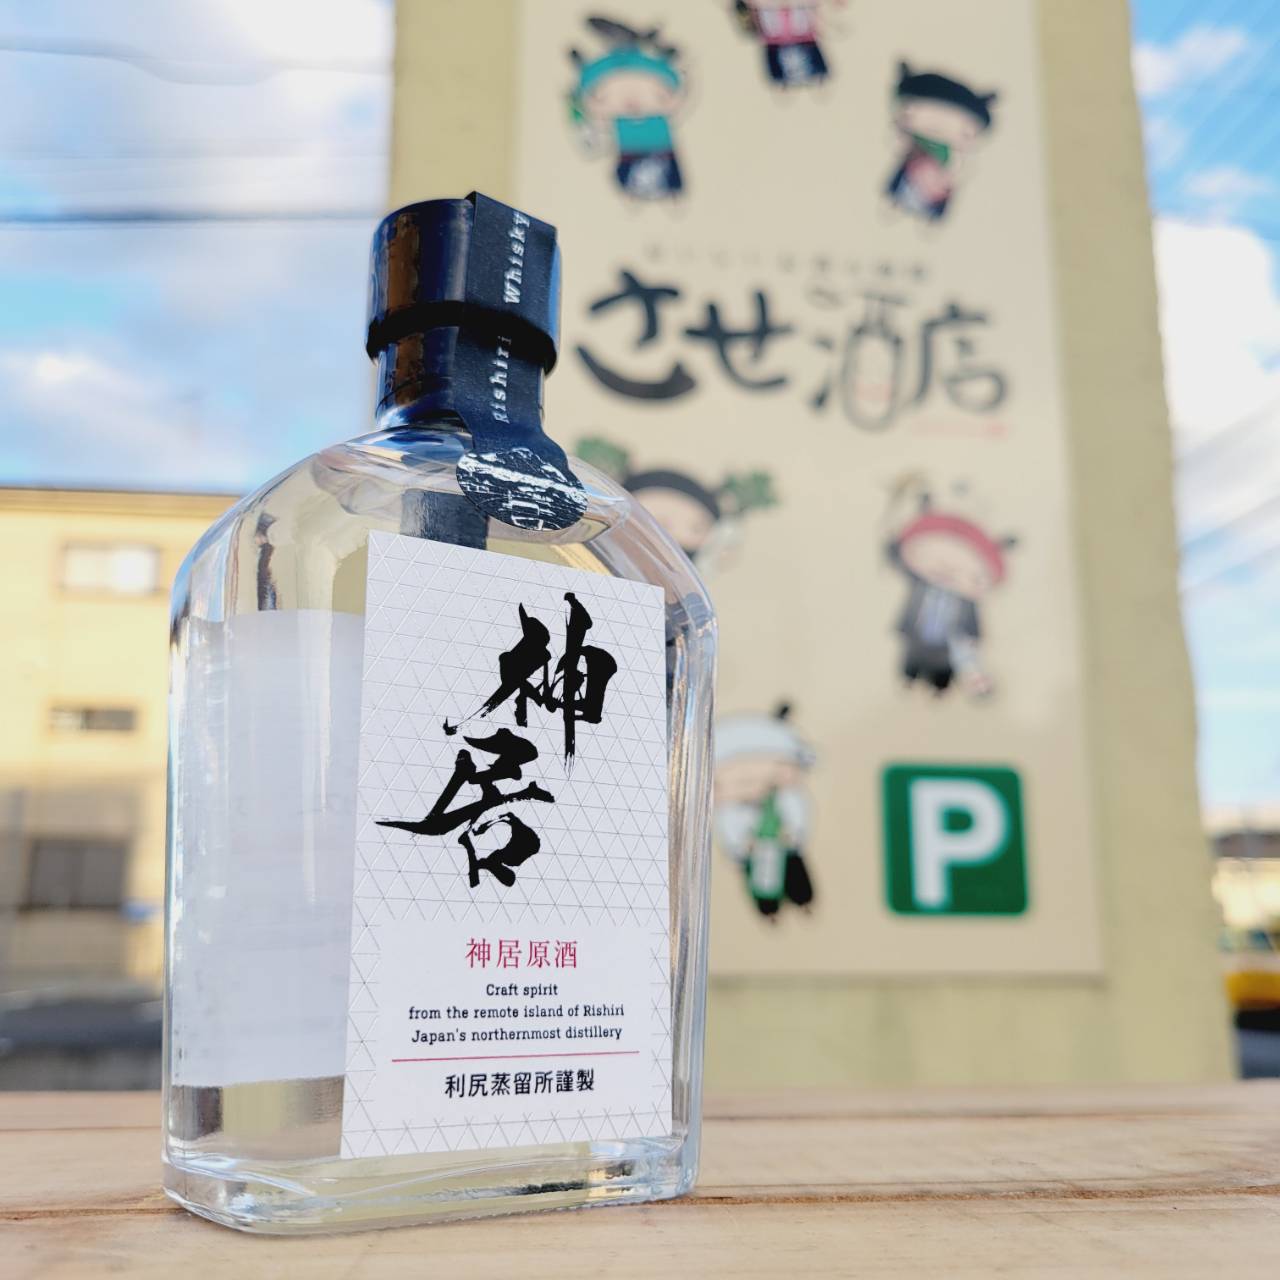 Rishiri Whisky
させ酒店
神居
神居原酒
Craft spirit
from the remote island of Rishiri
Japan's northernmost distillery
利尻蒸留所謹製
P